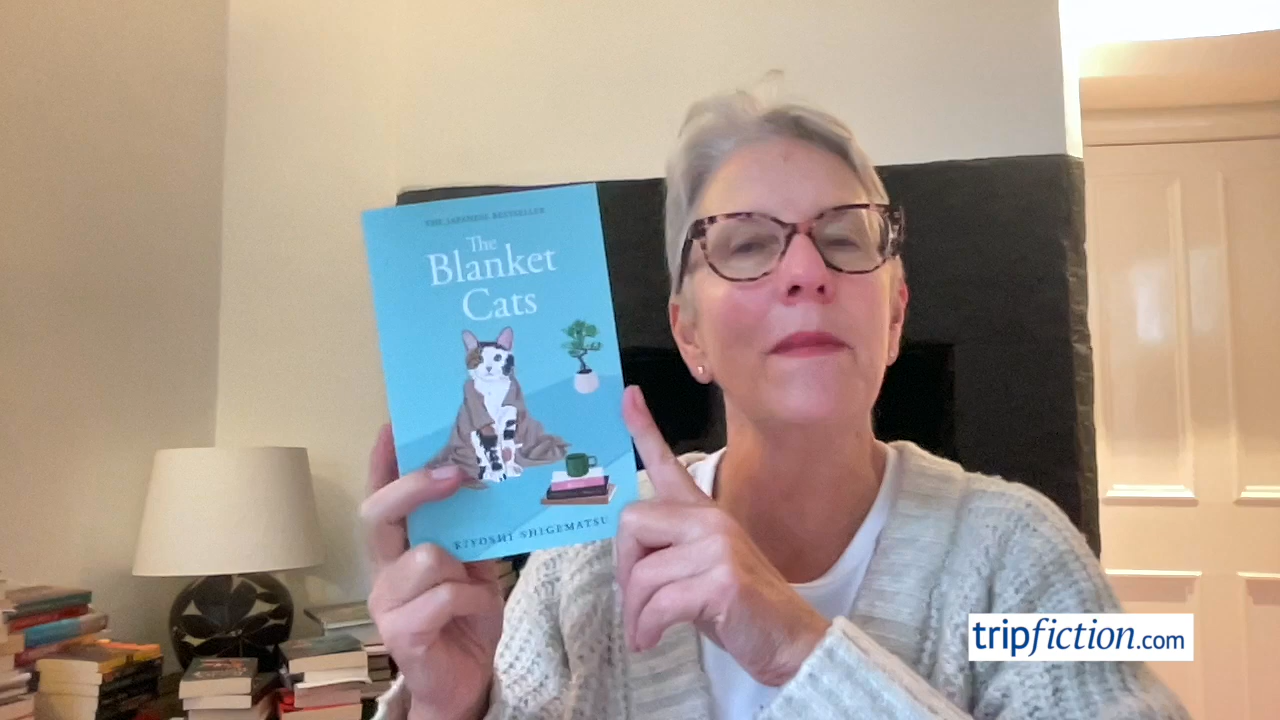 THE JAPANESE BESTSELLER
The
Blanket
Cats
KIYOSHI SHIGEMATSU
tripfiction.com